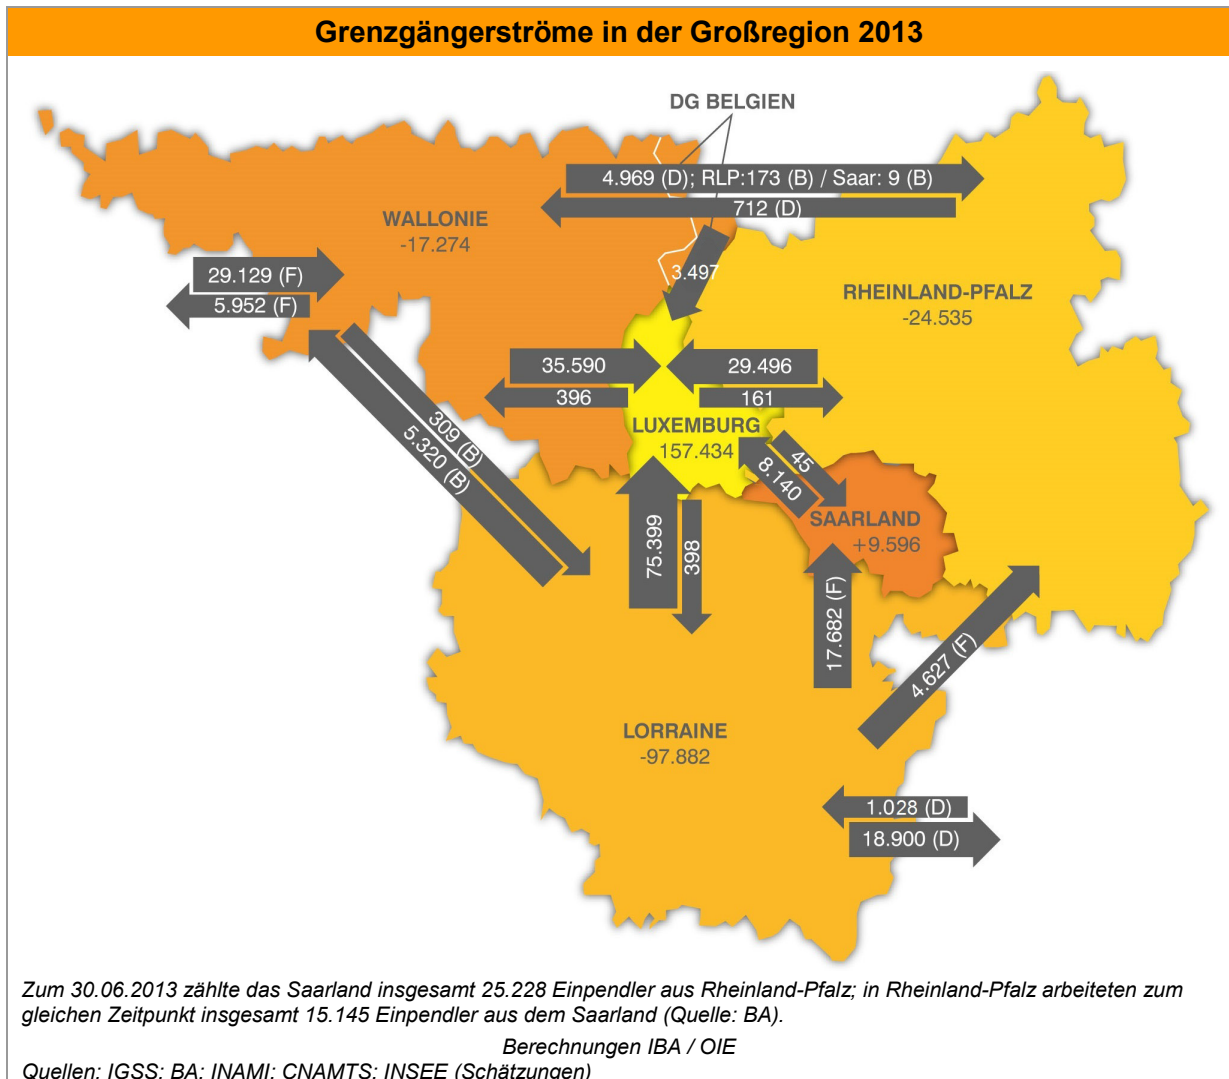 Grenzgängerströme in der Großregion 2013
DG BELGIEN
4.969 (D); RLP:173 (B) / Saar: 9 (B)
712 (D)
WALLONIE
-17.274
3.497
29.129 (F)
5.952 (F)
RHEINLAND-PFALZ
-24.535
35.590
29.496
396
161
LUXEMBURG
157.434
309 (B)
5.320 (B)
45
8.140
SAARLAND
+9.596
75.399
398
17.682 (F)
4.627 (F)
LORRAINE
-97.882
1.028 (D)
18.900 (D)
Zum 30.06.2013 zählte das Saarland insgesamt 25.228 Einpendler aus Rheinland-Pfalz; in Rheinland-Pfalz arbeiteten zum
gleichen Zeitpunkt insgesamt 15.145 Einpendler aus dem Saarland (Quelle: BA).
Berechnungen IBA / OIE
Quellen: IGSS; BA; INAMI; CNAMTS; INSEE (Schätzungen)